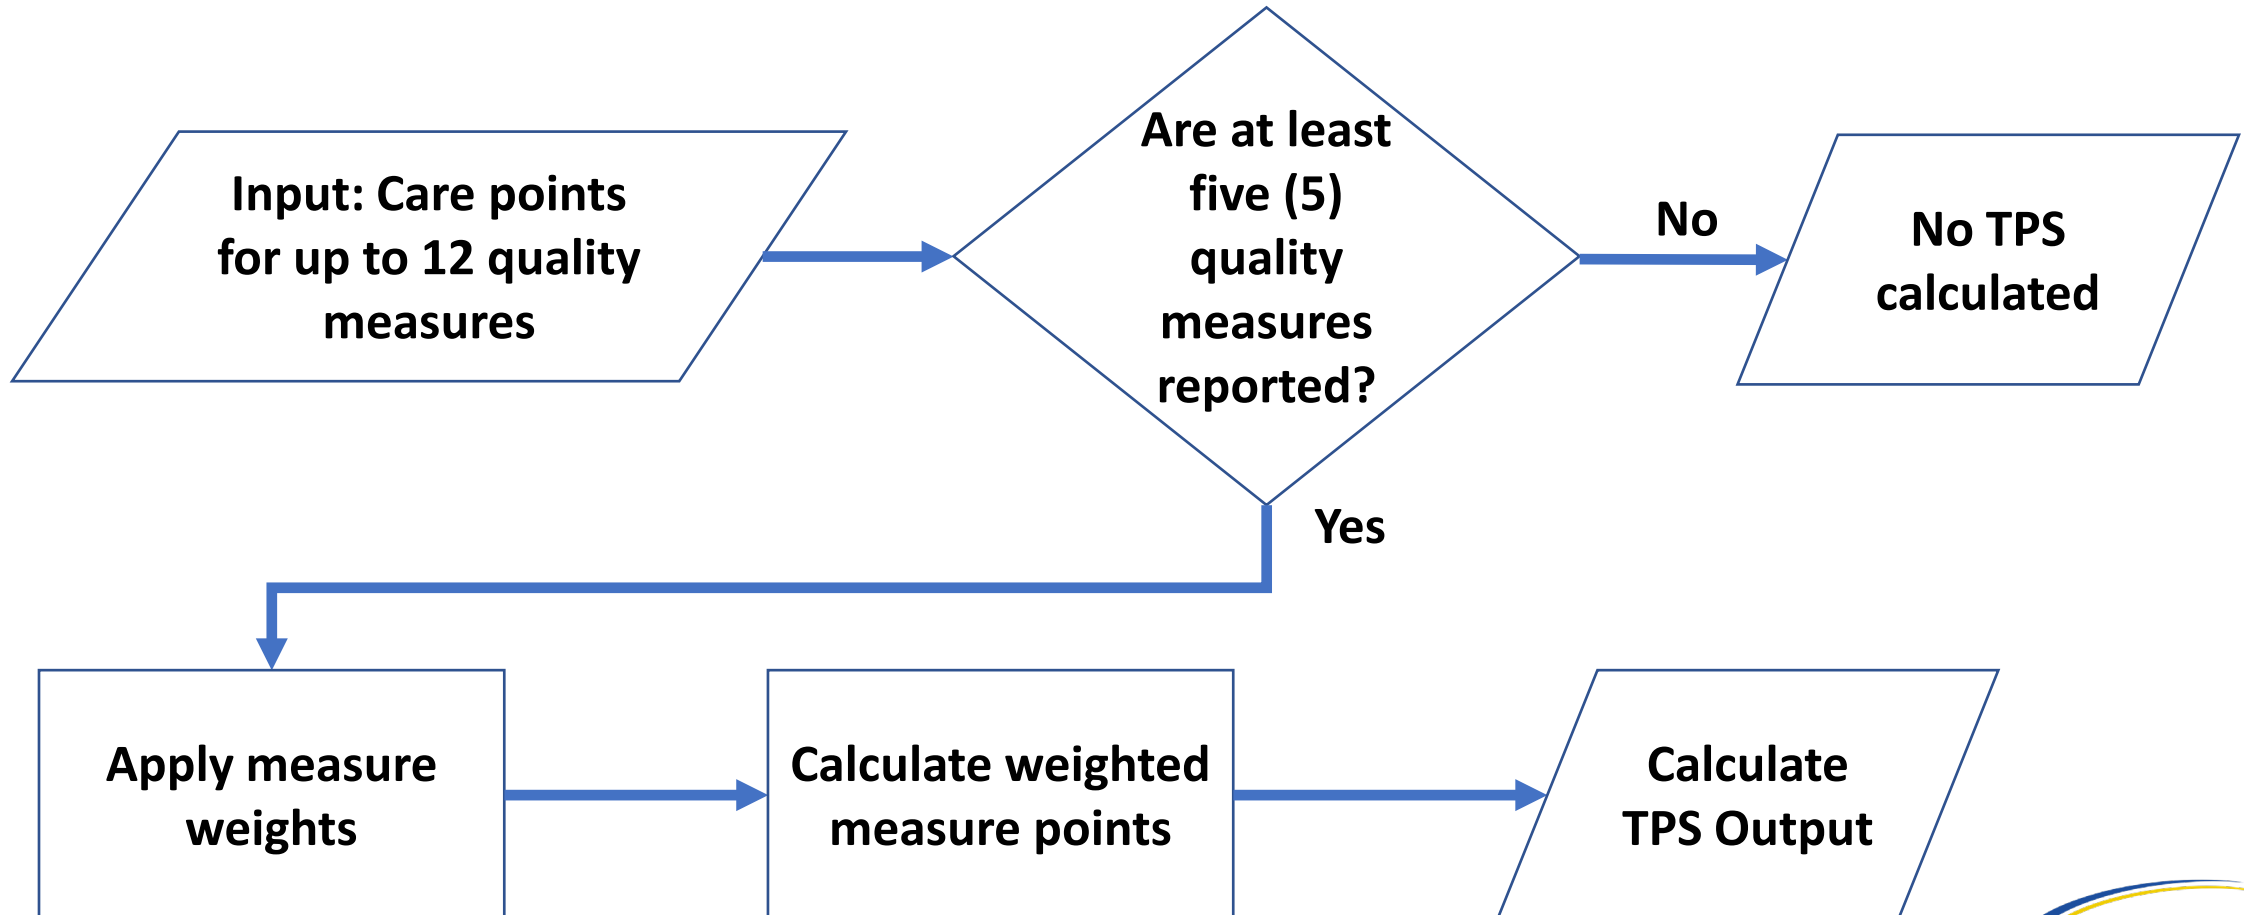 Input: Care points
for up to 12 quality
measures
Are at least
five (5)
quality
measures
reported?
No
No TPS
calculated
Yes
Apply measure
weights
Calculate weighted
measure points
Calculate
TPS Output